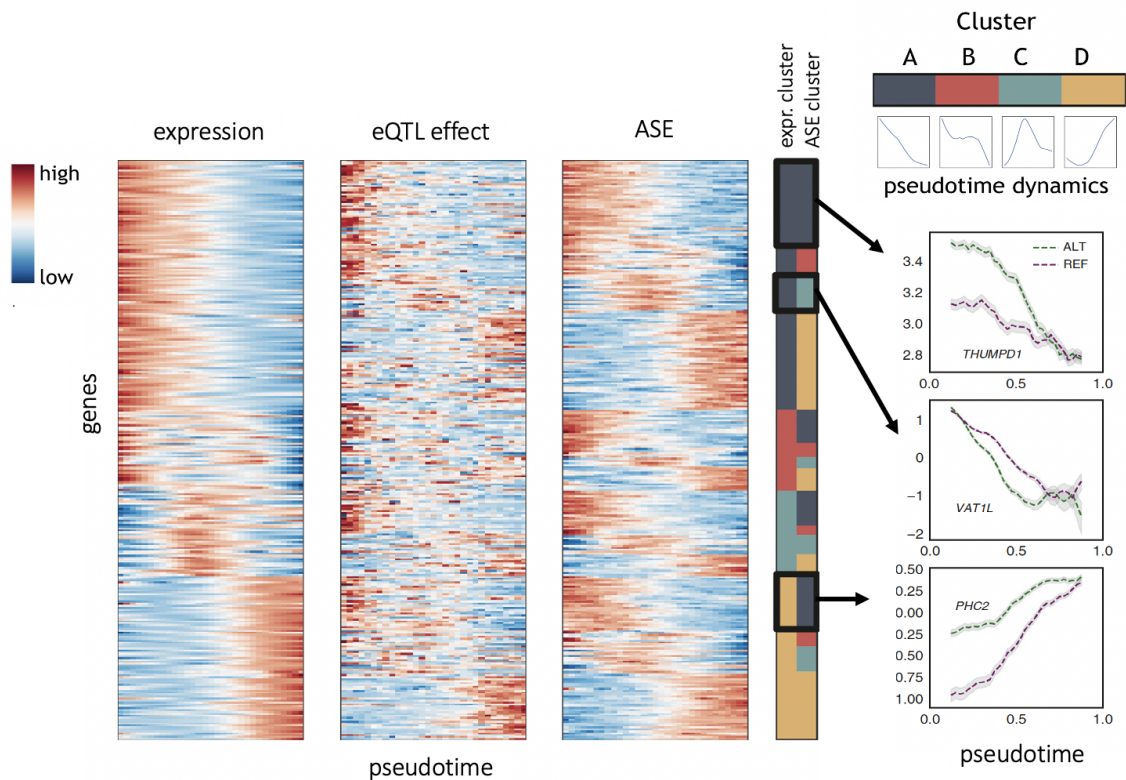 Cluster
A B C D
pseudotime dynamics
expression
eQTL effect
ASE
expr. cluster
ASE cluster
high
low
.
genes
pseudotime
ALT
REF
3.4
3.2
3.0
2.8
THUMPD1
0.0 0.5 1.0
1
0
−1
−2
VAT1L
0.0 0.5 1.0
0.50
0.25
0.00
0.25
0.50
0.75
1.00
PHC2
0.0 0.5 1.0
pseudotime